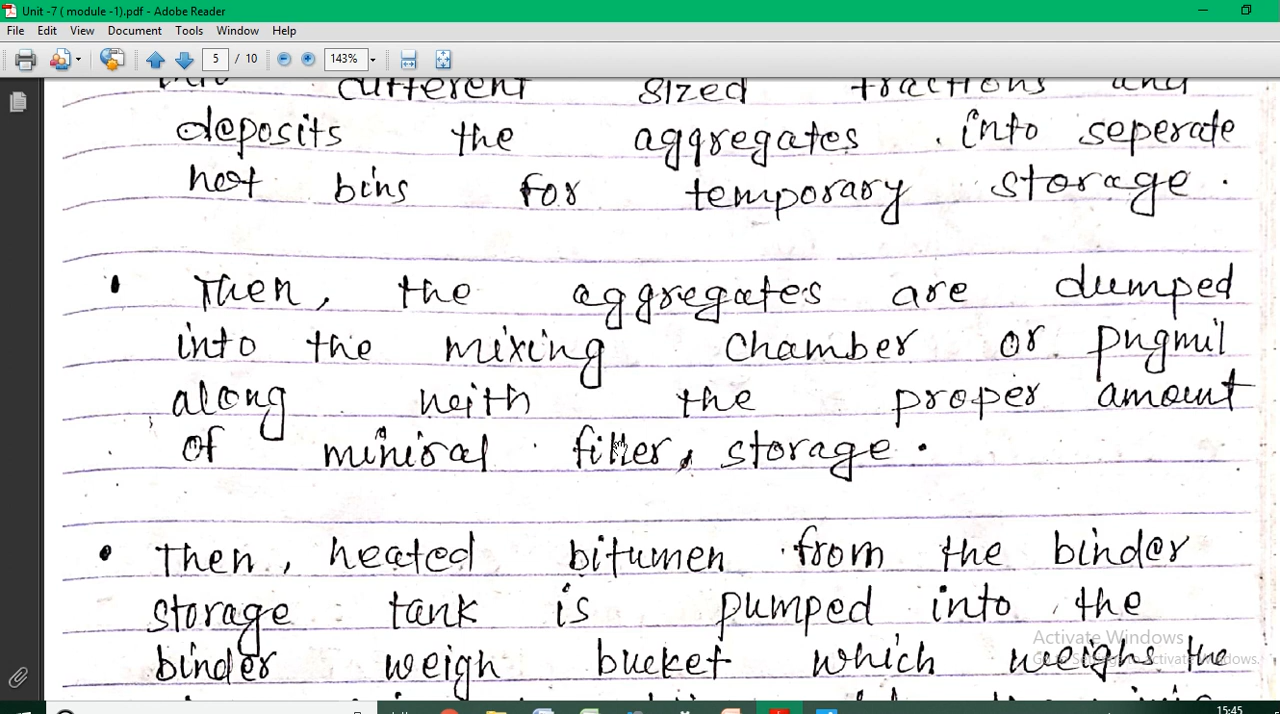 Unit -7 ( module -1).pdf - Adobe Reader
File Edit View Document Tools Window Help
5 / 10 143%
different sized fractions and
deposits the aggregates into seperate
hot bins for temporary storage.
• Then, the aggregates are dumped
into the mixing chamber or pugmil
along with the proper amount
of miniral filler, storage.
• Then, heated bitumen from the binder
storage tank is pumped into the
binder weigh bucket which weighs the
Activate Windows
15:45